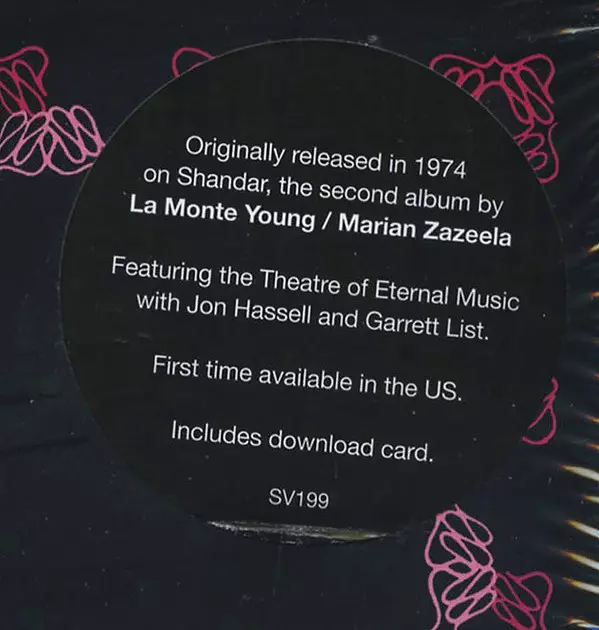 Originally released in 1974
on Shandar, the second album by
La Monte Young / Marian Zazeela
Featuring the Theatre of Eternal Music
with Jon Hassell and Garrett List.
First time available in the US.
Includes download card.
SV199